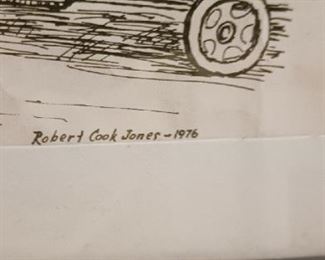 Robert Cook Jones - 1976